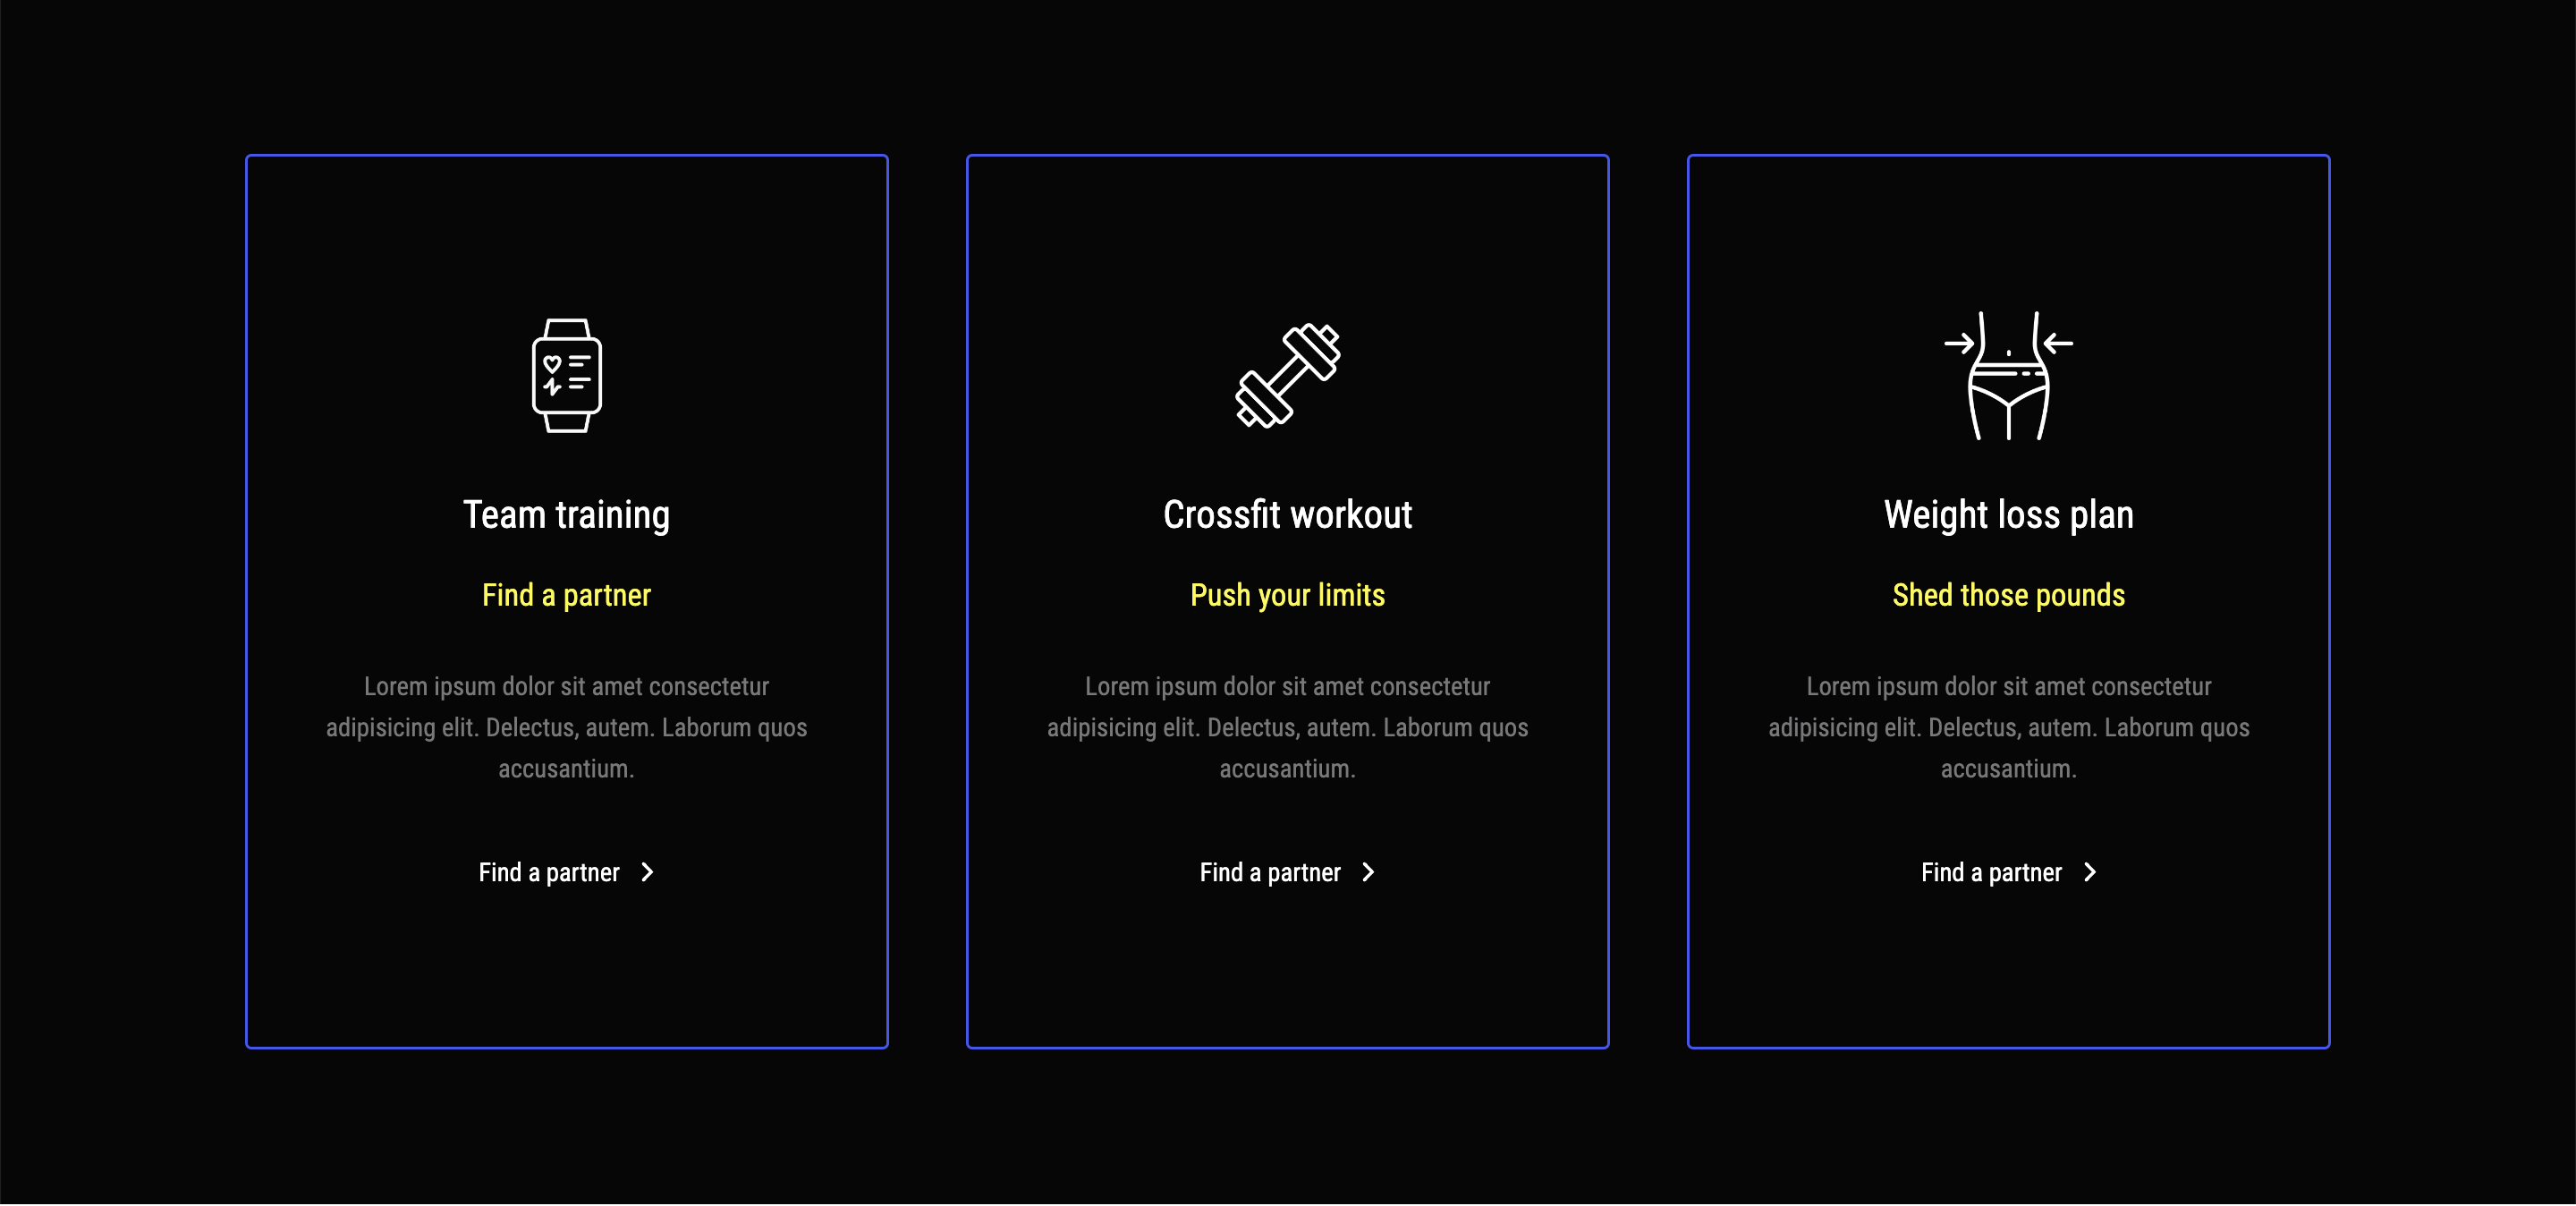 Team training
Find a partner
Lorem ipsum dolor sit amet consectetur
adipisicing elit. Delectus, autem. Laborum quos
accusantium.
Find a partner
Crossfit workout
Push your limits
Lorem ipsum dolor sit amet consectetur
adipisicing elit. Delectus, autem. Laborum quos
accusantium.
Find a partner
Weight loss plan
Shed those pounds
Lorem ipsum dolor sit amet consectetur
adipisicing elit. Delectus, autem. Laborum quos
accusantium.
Find a partner